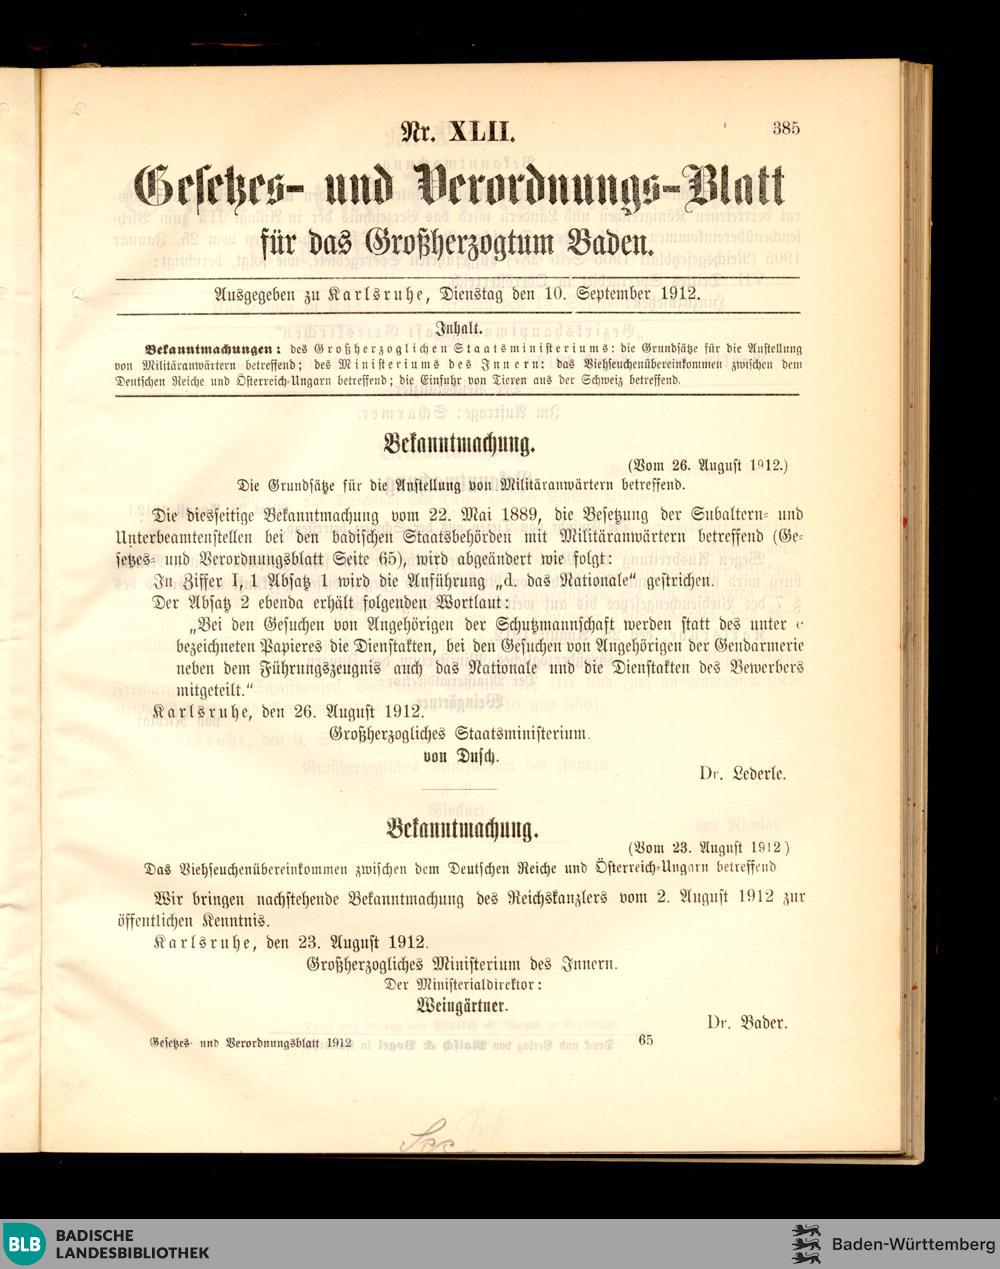 Nr. XLII.
385
Gesetzes- und Verordnungs-Blatt
für das Großherzogtum Baden.
Ausgegeben zu Karlsruhe, Dienstag den 10. September 1912.
Inhalt.
Bekanntmachungen: des Großherzoglichen Staatsministeriums: die Grundsätze für die Anstellung
von Militäranwärtern betreffend; des Ministeriums des Innern: das Viehseuchenübereinkommen zwischen dem
Deutschen Reiche und Österreich-Ungarn betreffend; die Einfuhr von Tieren aus der Schweiz betreffend.
Bekanntmachung.
(Vom 26. August 1912.)
Die Grundsätze für die Anstellung von Militäranwärtern betreffend.
Die diesseitige Bekanntmachung vom 22. Mai 1889, die Besetzung der Subaltern- und
Unterbeamtenstellen bei den badischen Staatsbehörden mit Militäranwärtern betreffend (Ge-
setzes- und Verordnungsblatt Seite 65), wird abgeändert wie folgt:
In Ziffer I, 1 Absatz 1 wird die Anführung „d. das Nationale“ gestrichen.
Der Absatz 2 ebenda erhält folgenden Wortlaut:
„Bei den Gesuchen von Angehörigen der Schutzmannschaft werden statt des unter c
bezeichneten Papieres die Dienstakten, bei den Gesuchen von Angehörigen der Gendarmerie
neben dem Führungszeugnis auch das Nationale und die Dienstakten des Bewerbers
mitgeteilt.“
Karlsruhe, den 26. August 1912.
Großherzogliches Staatsministerium.
von Dusch.
Dr. Lederle.
Bekanntmachung.
(Vom 23. August 1912)
Das Viehseuchenübereinkommen zwischen dem Deutschen Reiche und Österreich-Ungarn betreffend
Wir bringen nachstehende Bekanntmachung des Reichskanzlers vom 2. August 1912 zur
öffentlichen Kenntnis.
Karlsruhe, den 23. August 1912.
Großherzogliches Ministerium des Innern.
Der Ministerialdirektor:
Weingärtner.
Dr. Bader.
Gesetzes- und Verordnungsblatt 1912
65
BLB BADISCHE
LANDESBIBLIOTHEK
Baden-Württemberg